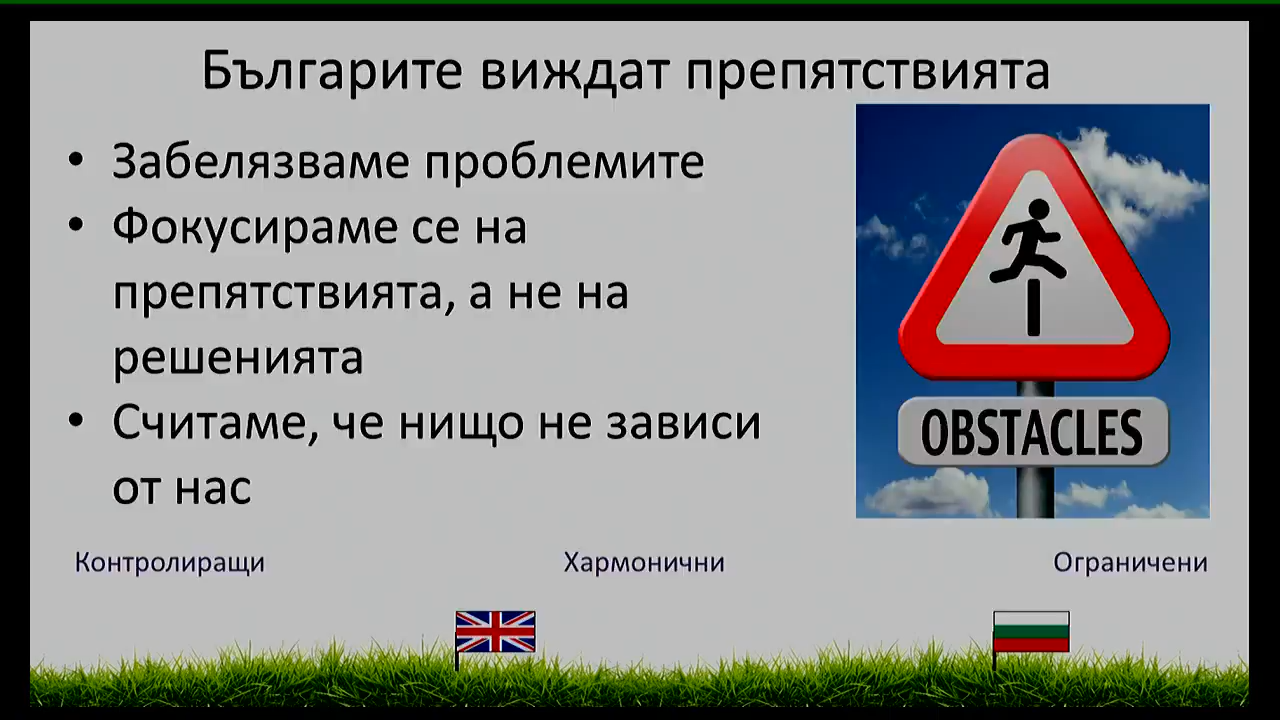 Българите виждат препятствията
• Забелязваме проблемите
• Фокусираме се на
препятствията, а не на
решенията
• Считаме, че нищо не зависи
от нас
OBSTACLES
Контролиращи Хармонични Ограничени